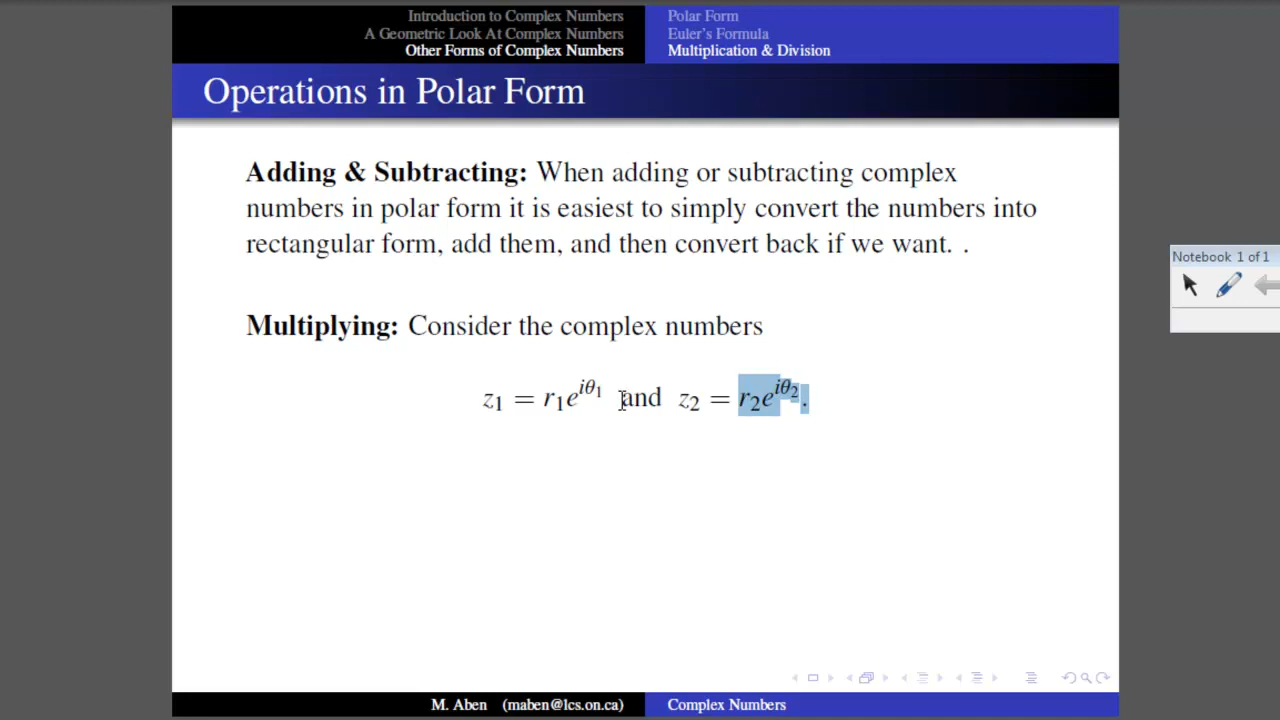 Introduction to Complex Numbers
A Geometric Look At Complex Numbers
Other Forms of Complex Numbers
Polar Form
Euler's Formula
Multiplication & Division
Operations in Polar Form
Adding & Subtracting: When adding or subtracting complex
numbers in polar form it is easiest to simply convert the numbers into
rectangular form, add them, and then convert back if we want. .
Multiplying: Consider the complex numbers
z₁ = r₁e^{iθ₁} and z₂ = r₂e^{iθ₂}.
Notebook 1 of 1
M. Aben (maben@lcs.on.ca)
Complex Numbers